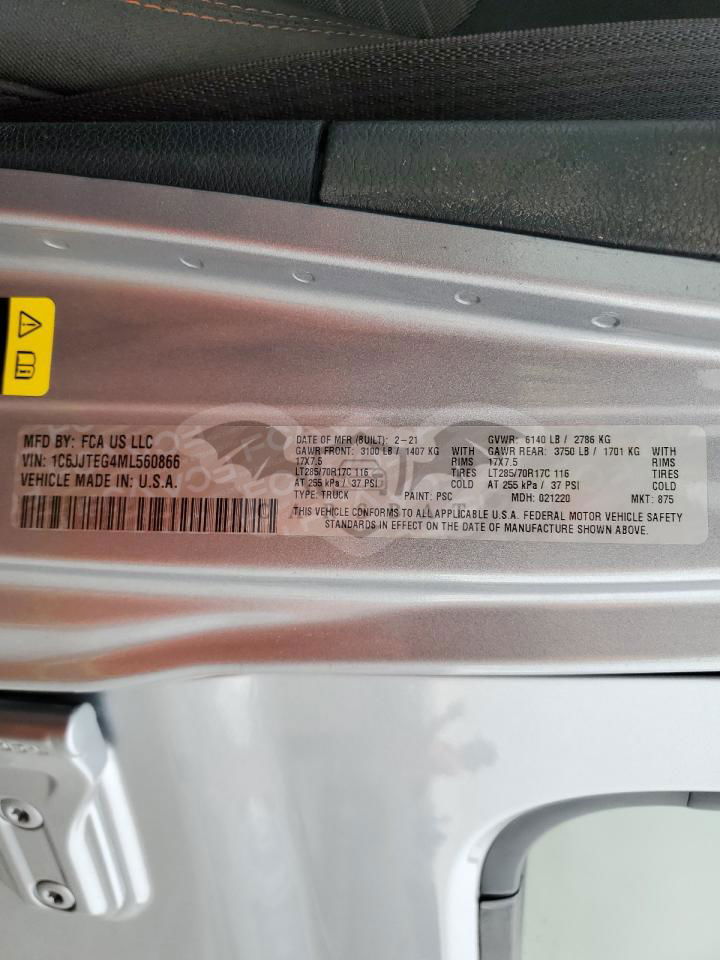 MFD BY: FCA US LLC
VIN: 1C6JJTEG4ML560866
VEHICLE MADE IN: U.S.A.
DATE OF MFR (BUILT): 2-21
GAWR FRONT: 3100 LB / 1407 KG WITH
17X7.5 RIMS
LT285/70R17C 116 TIRES
AT 255 kPa / 37 PSI COLD
TYPE: TRUCK PAINT: PSC
GVWR: 6140 LB / 2786 KG
GAWR REAR: 3750 LB / 1701 KG WITH
17X7.5 RIMS
LT285/70R17C 116 TIRES
AT 255 kPa / 37 PSI COLD
MDH: 021220 MKT: 875
THIS VEHICLE CONFORMS TO ALL APPLICABLE U.S.A. FEDERAL MOTOR VEHICLE SAFETY
STANDARDS IN EFFECT ON THE DATE OF MANUFACTURE SHOWN ABOVE.